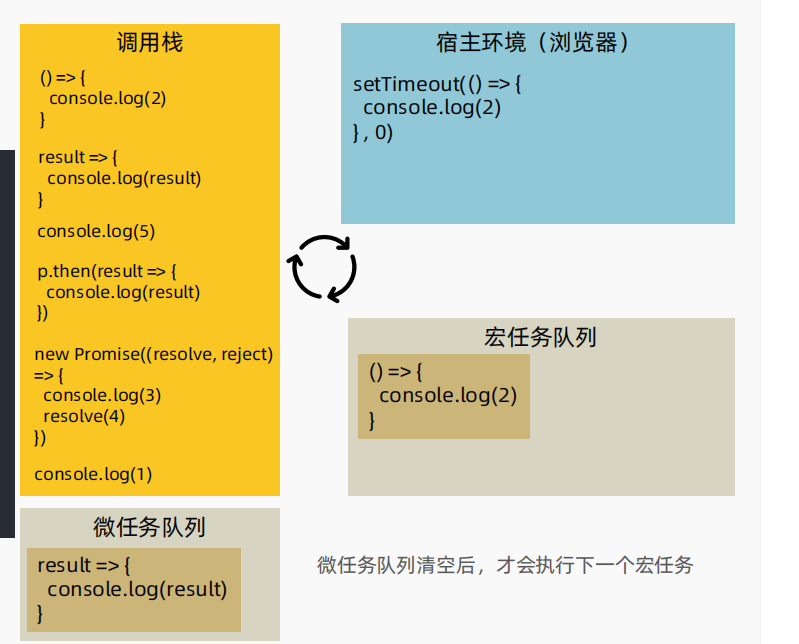 调用栈
() => {
console.log(2)
}
result => {
console.log(result)
}
console.log(5)
p.then(result => {
console.log(result)
})
new Promise((resolve, reject)
=> {
console.log(3)
resolve(4)
})
console.log(1)
宿主环境（浏览器）
setTimeout(() => {
console.log(2)
} , 0)
宏任务队列
() => {
console.log(2)
}
微任务队列
result => {
console.log(result)
}
微任务队列清空后，才会执行下一个宏任务